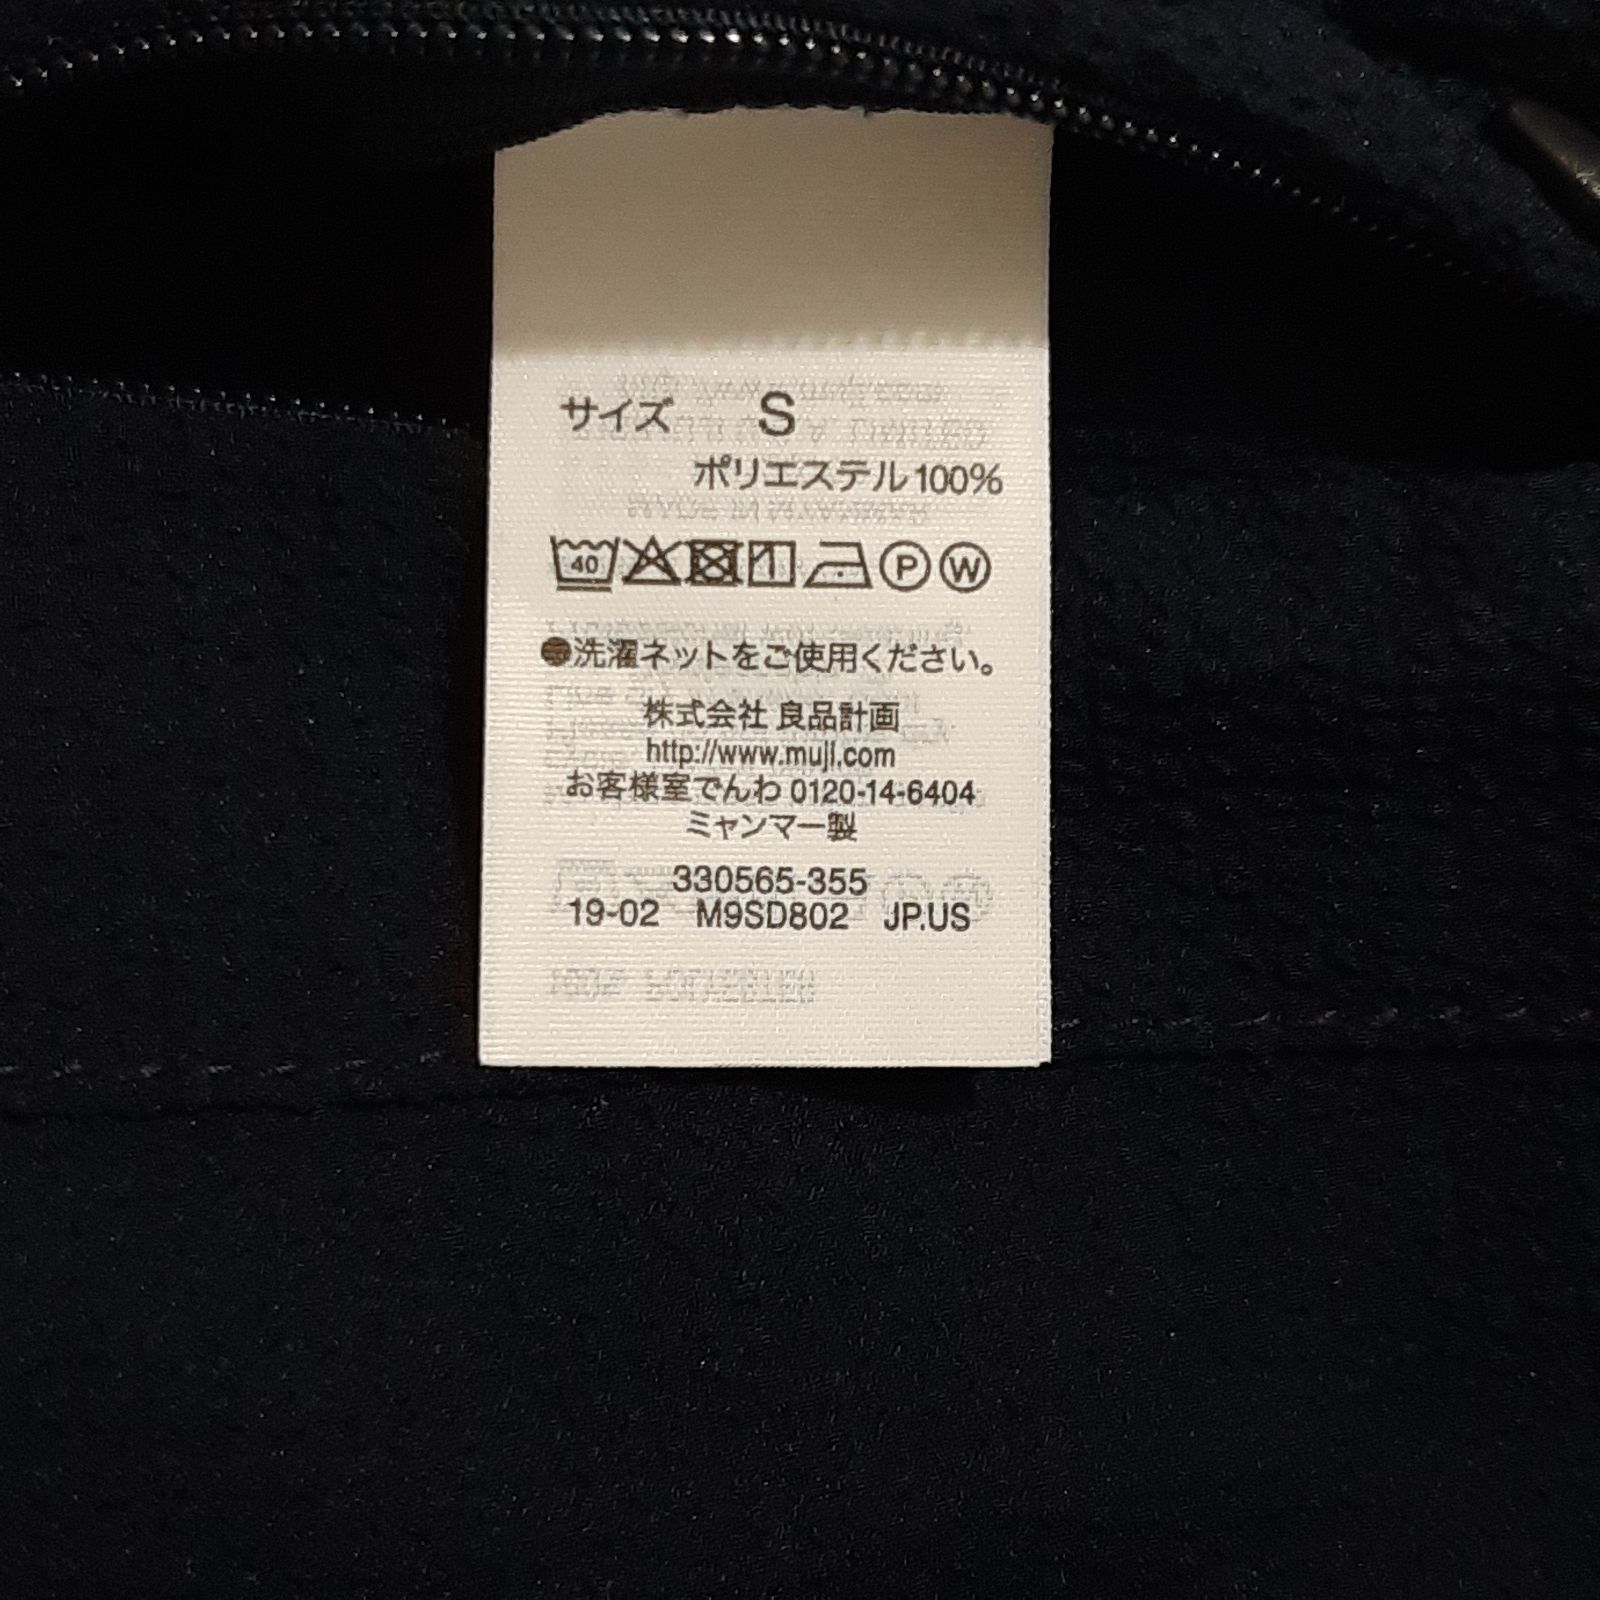 サイズ S
ポリエステル100%
40 P W
●洗濯ネットをご使用ください。
株式会社 良品計画
http://www.muji.com
お客様室でんわ 0120-14-6404
ミャンマー製
330565-355
19-02 M9SD802 JP.US